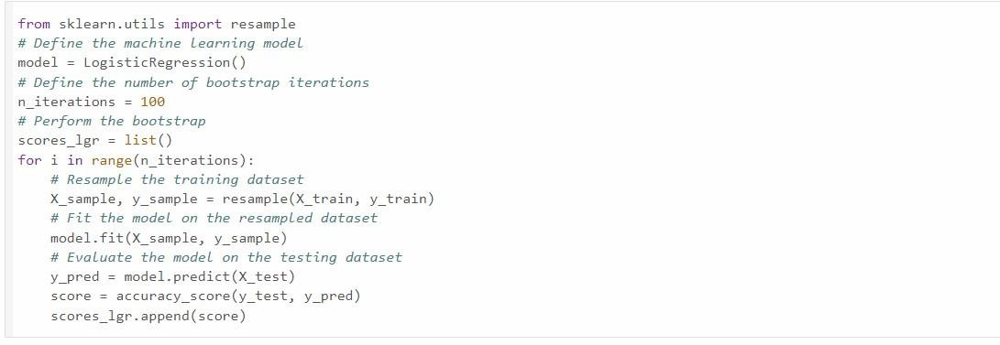 from sklearn.utils import resample
# Define the machine learning model
model = LogisticRegression()
# Define the number of bootstrap iterations
n_iterations = 100
# Perform the bootstrap
scores_lgr = list()
for i in range(n_iterations):
    # Resample the training dataset
    X_sample, y_sample = resample(X_train, y_train)
    # Fit the model on the resampled dataset
    model.fit(X_sample, y_sample)
    # Evaluate the model on the testing dataset
    y_pred = model.predict(X_test)
    score = accuracy_score(y_test, y_pred)
    scores_lgr.append(score)